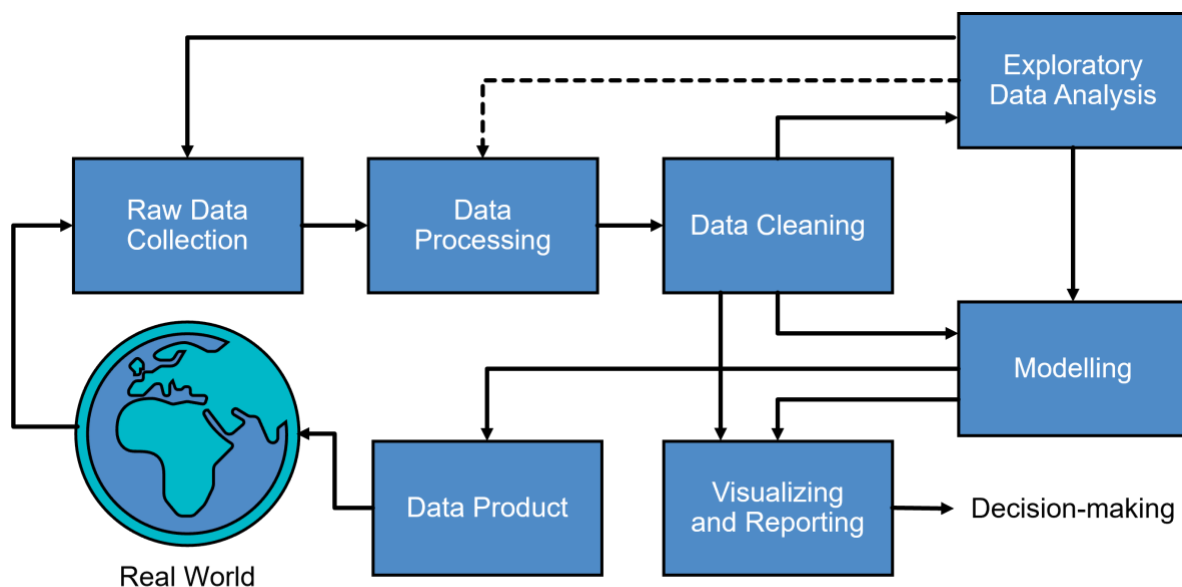 Exploratory
Data Analysis
Raw Data
Collection
Data
Processing
Data Cleaning
Modelling
Data Product
Visualizing
and Reporting
Decision-making
Real World